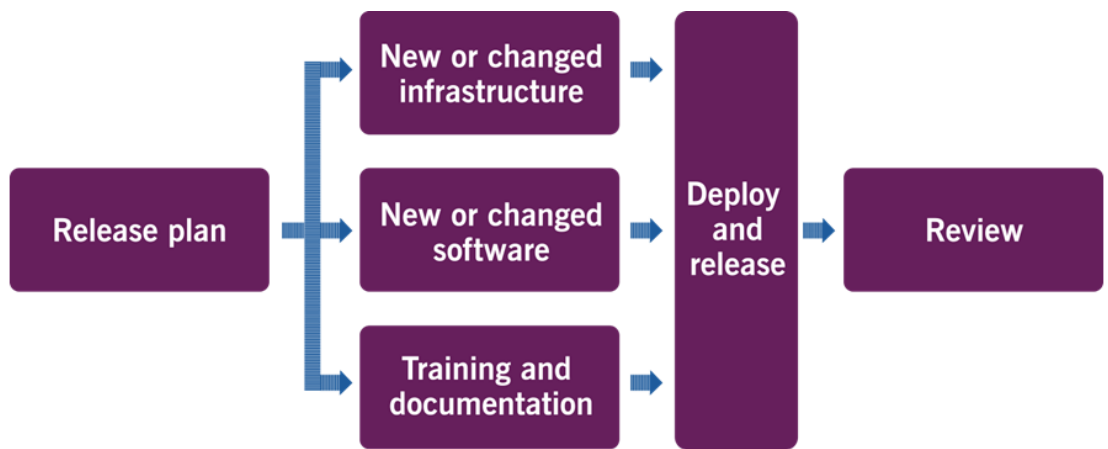 Release plan
New or changed
infrastructure
New or changed
software
Training and
documentation
Deploy
and
release
Review